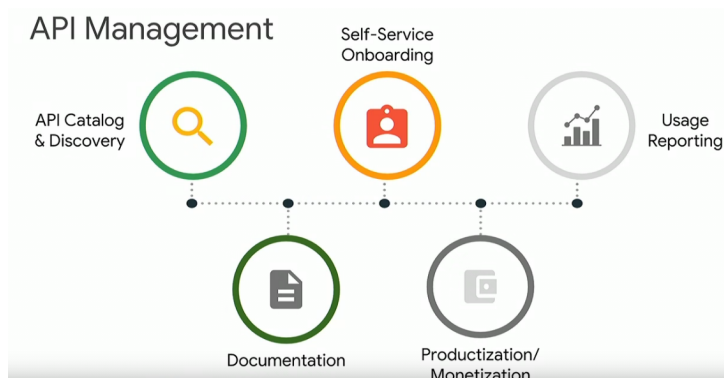 API Management
Self-Service
Onboarding
API Catalog
& Discovery
Usage
Reporting
Documentation
Productization/
Monetization